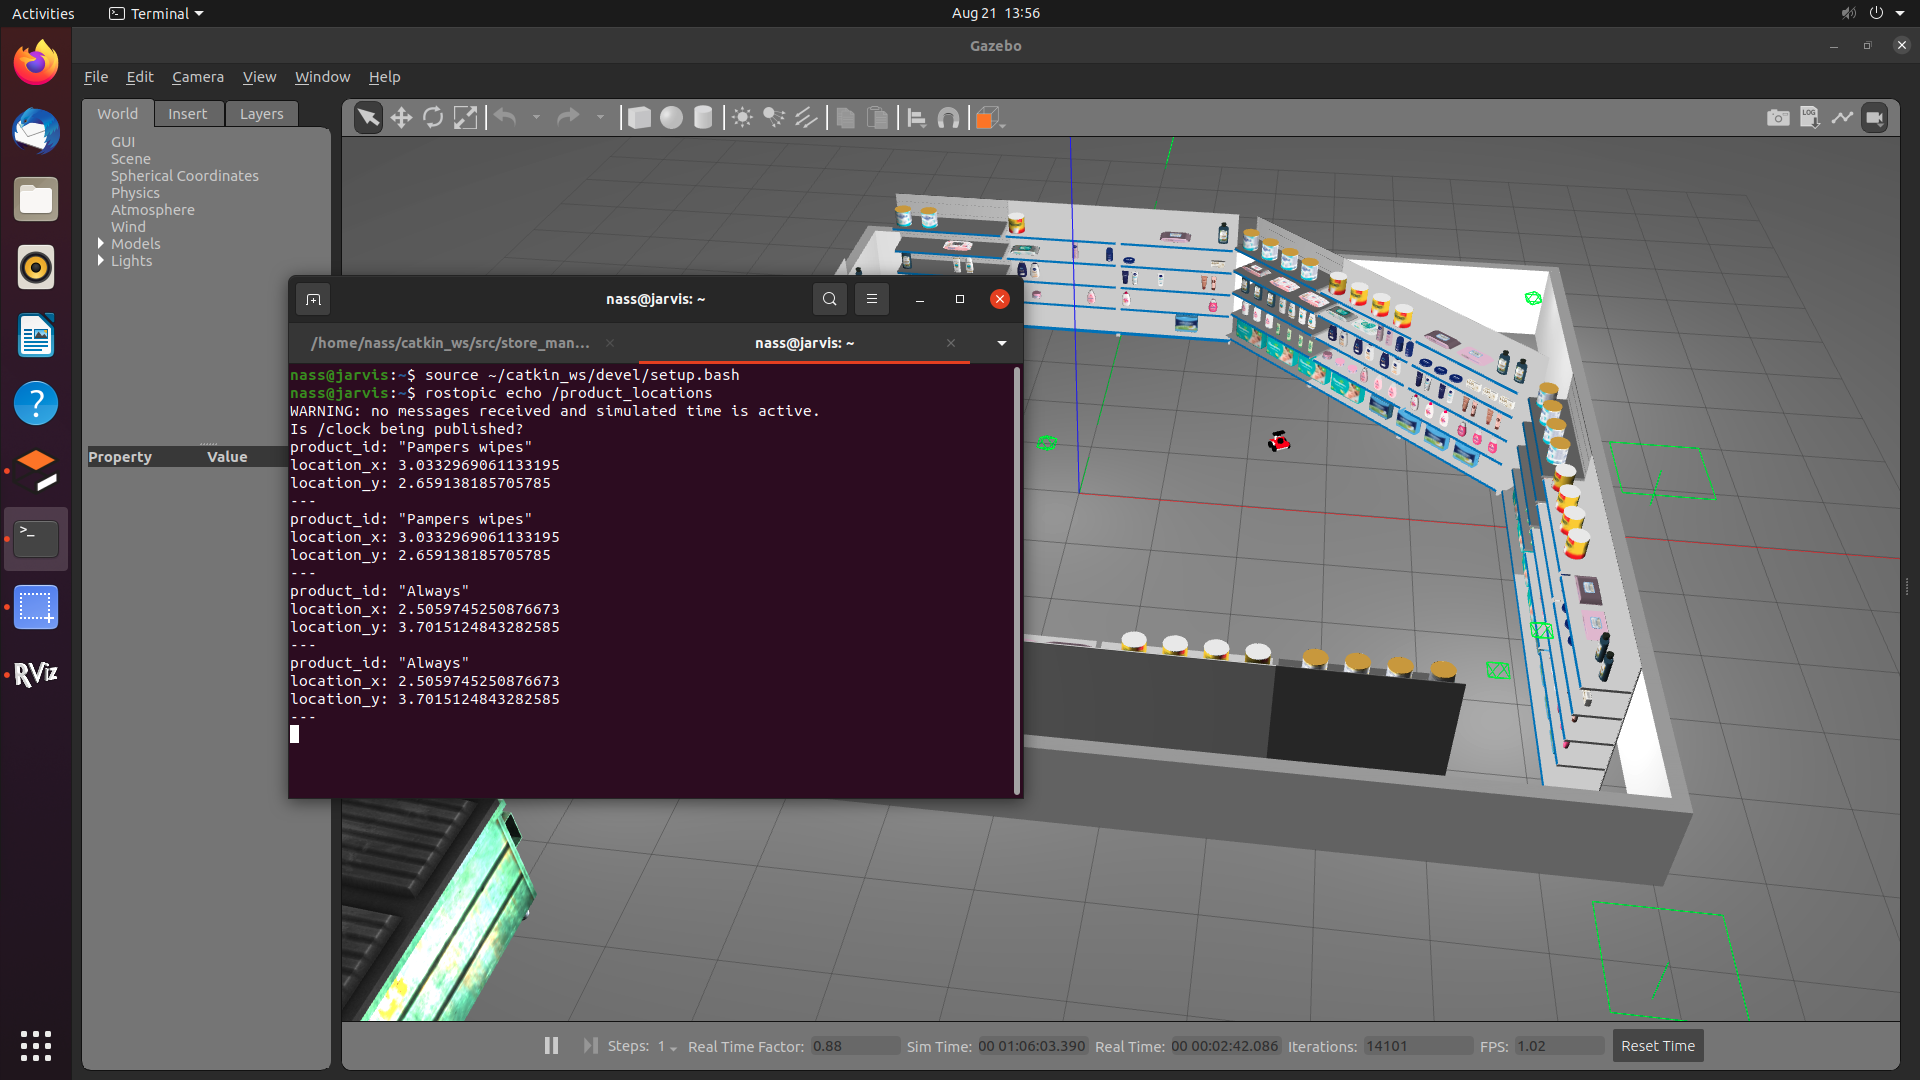 Activities
Terminal
Aug 21 13:56
Gazebo
File Edit Camera View Window Help
World Insert Layers
GUI
Scene
Spherical Coordinates
Physics
Atmosphere
Wind
Models
Lights
Property Value
LOG
nass@jarvis: ~
/home/nass/catkin_ws/src/store_man...
nass@jarvis: ~
nass@jarvis:~$ source ~/catkin_ws/devel/setup.bash
nass@jarvis:~$ rostopic echo /product_locations
WARNING: no messages received and simulated time is active.
Is /clock being published?
product_id: "Pampers wipes"
location_x: 3.0332969061133195
location_y: 2.659138185705785
---
product_id: "Pampers wipes"
location_x: 3.0332969061133195
location_y: 2.659138185705785
---
product_id: "Always"
location_x: 2.5059745250876673
location_y: 3.7015124843282585
---
product_id: "Always"
location_x: 2.5059745250876673
location_y: 3.7015124843282585
---
RViz
Steps: 1 Real Time Factor: 0.88 Sim Time: 00 01:06:03.390 Real Time: 00 00:02:42.086 Iterations: 14101 FPS: 1.02 Reset Time